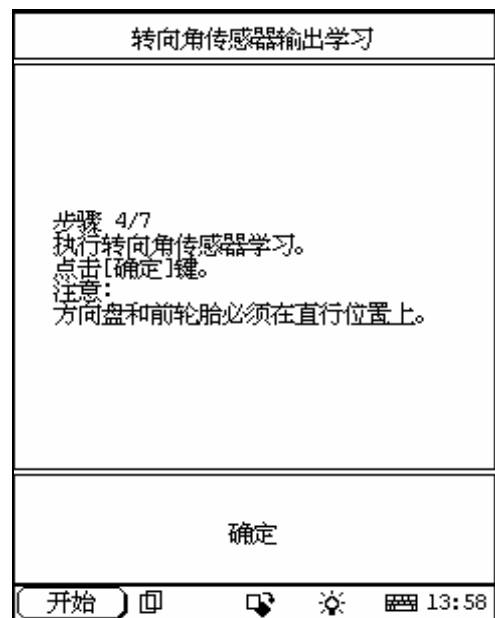 转向角传感器输出学习
步骤 4/7
执行转向角传感器学习。
点击[确定]键。
注意：
方向盘和前轮胎必须在直行位置上。
确定
开始 13:58